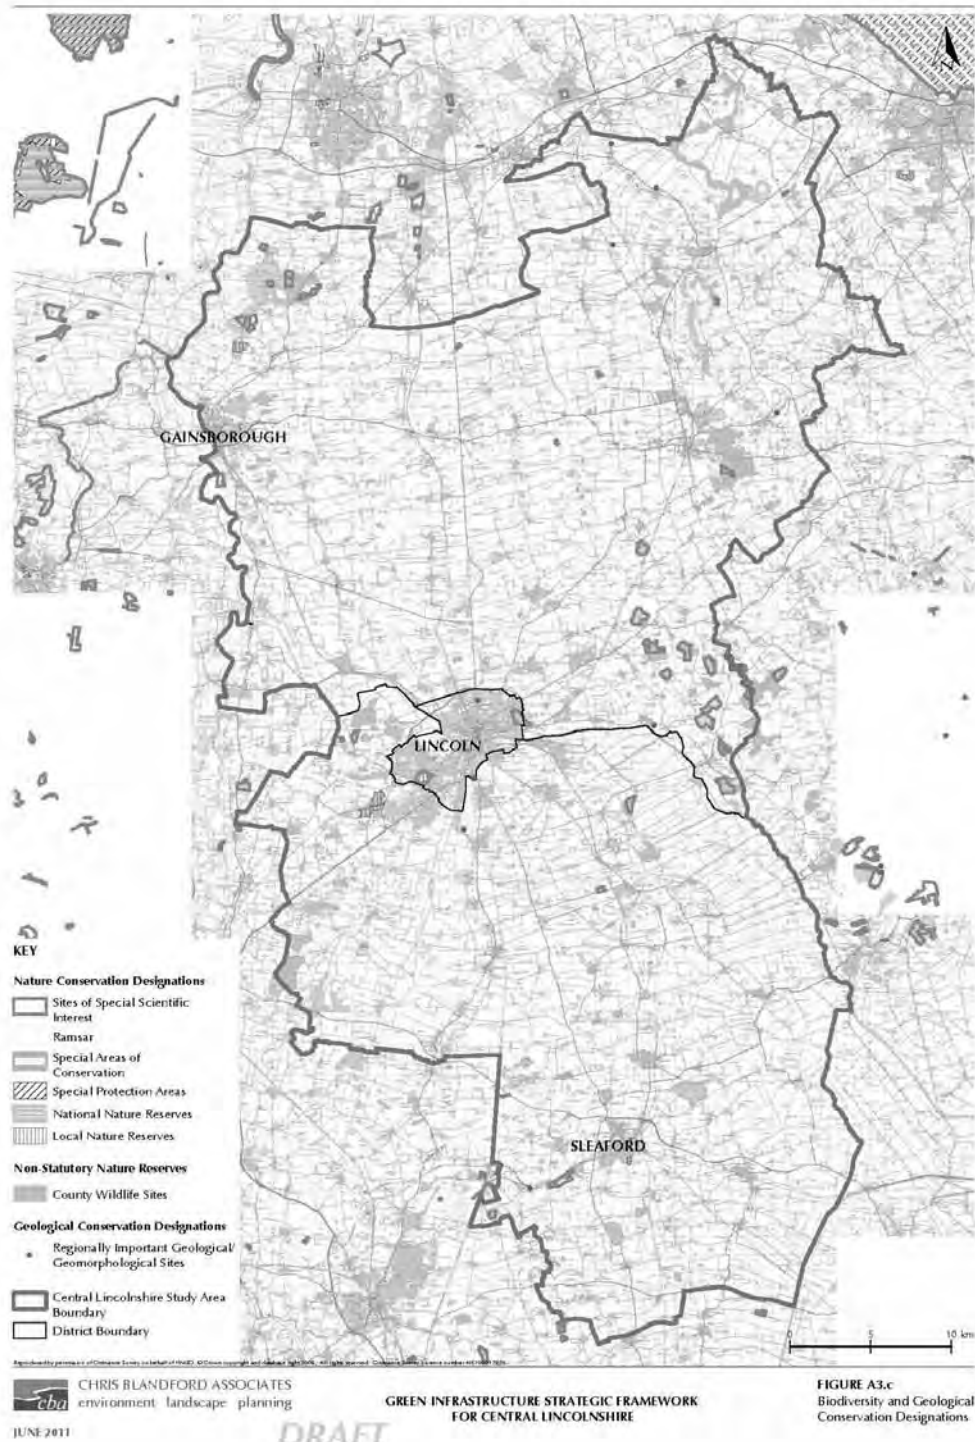 N
GAINSBOROUGH
LINCOLN
SLEAFORD
KEY
Nature Conservation Designations
Sites of Special Scientific
Interest
Ramsar
Special Areas of
Conservation
Special Protection Areas
National Nature Reserves
Local Nature Reserves
Non-Statutory Nature Reserves
County Wildlife Sites
Geological Conservation Designations
Regionally Important Geological/
Geomorphological Sites
Central Lincolnshire Study Area
Boundary
District Boundary
0 5 10 km
cba
CHRIS BLANDFORD ASSOCIATES
environment landscape planning
GREEN INFRASTRUCTURE STRATEGIC FRAMEWORK
FOR CENTRAL LINCOLNSHIRE
FIGURE A3.c
Biodiversity and Geological
Conservation Designations
JUNE 2011
DRAFT